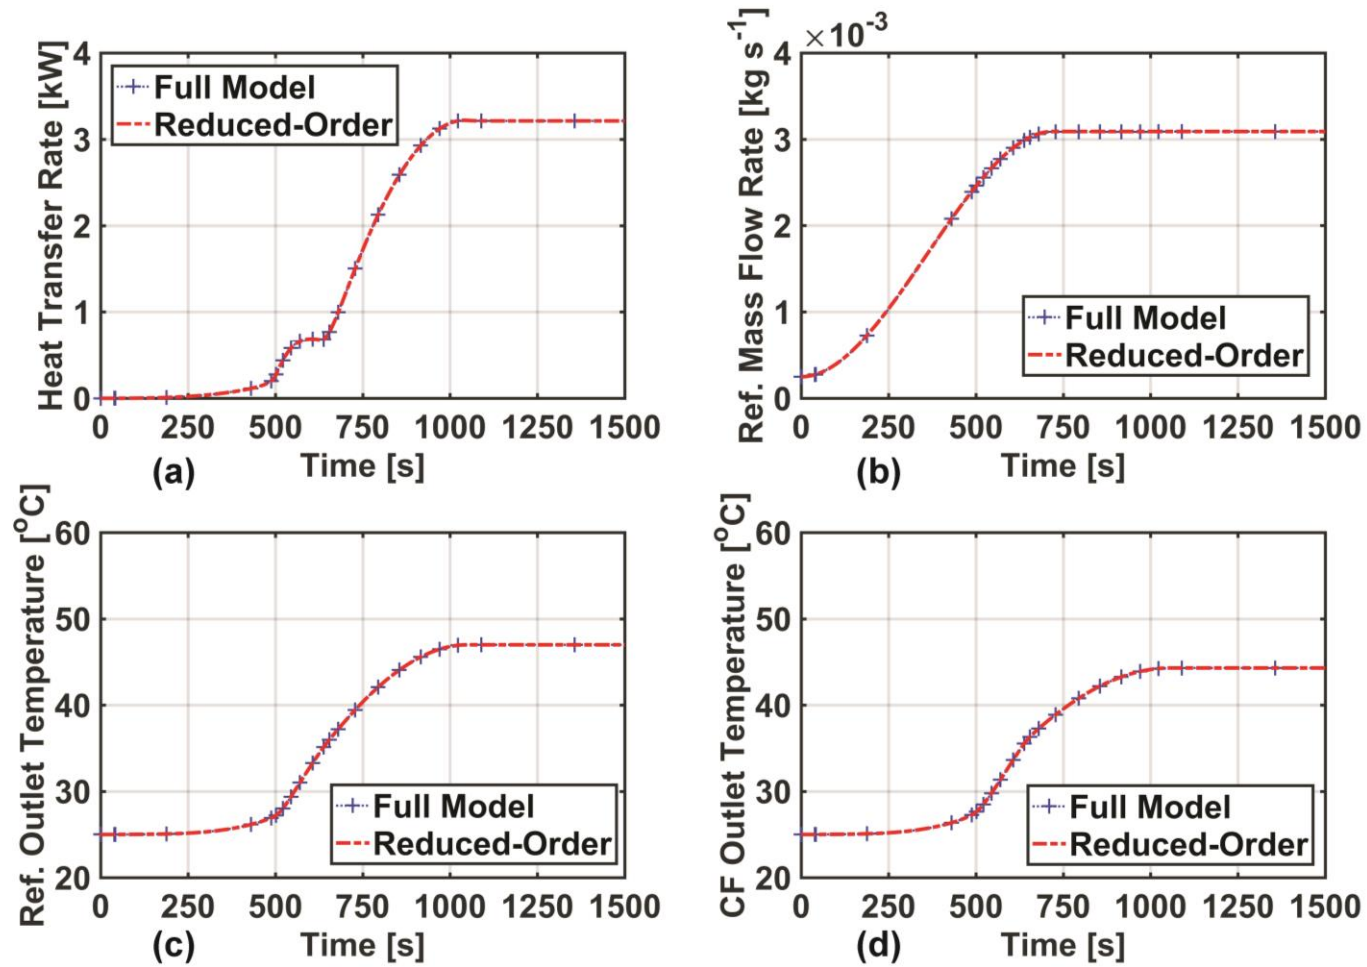 Heat Transfer Rate [kW]
4
3
2
1
0
Full Model
Reduced-Order
0 250 500 750 1000 1250 1500
(a)
Time [s]
Ref. Mass Flow Rate [kg s⁻¹]
×10⁻³
4
3
2
1
0
Full Model
Reduced-Order
0 250 500 750 1000 1250 1500
(b)
Time [s]
Ref. Outlet Temperature [ᵒC]
60
50
40
30
20
Full Model
Reduced-Order
0 250 500 750 1000 1250 1500
(c)
Time [s]
CF Outlet Temperature [ᵒC]
60
50
40
30
20
Full Model
Reduced-Order
0 250 500 750 1000 1250 1500
(d)
Time [s]